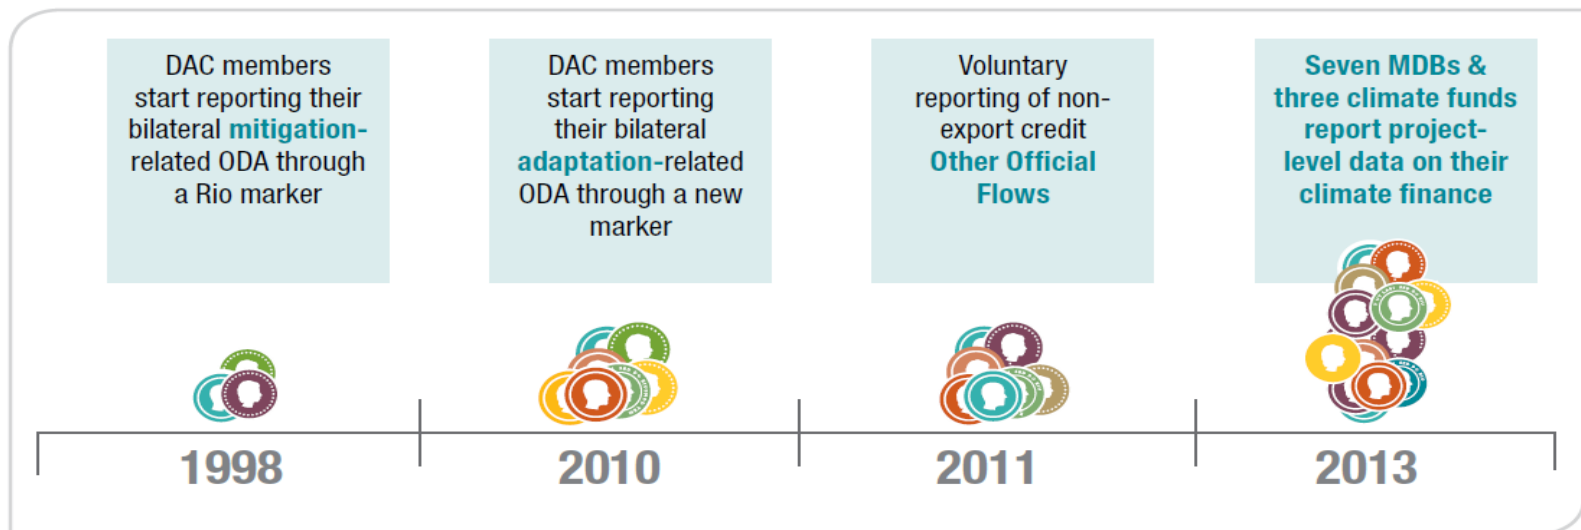 DAC members
start reporting their
bilateral mitigation-
related ODA through
a Rio marker
DAC members
start reporting
their bilateral
adaptation-related
ODA through a new
marker
Voluntary
reporting of non-
export credit
Other Official
Flows
Seven MDBs &
three climate funds
report project-
level data on their
climate finance
1998
2010
2011
2013